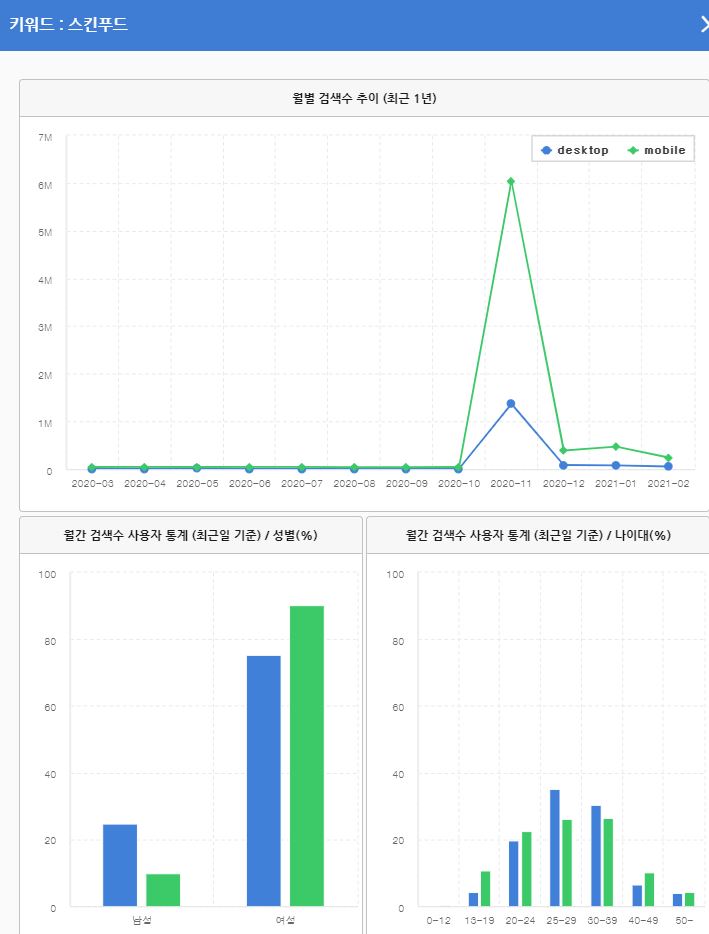 키워드 : 스킨푸드
월별 검색수 추이 (최근 1년)
desktop mobile
7M
6M
5M
4M
3M
2M
1M
0
2020-03 2020-04 2020-05 2020-06 2020-07 2020-08 2020-09 2020-10 2020-11 2020-12 2021-01 2021-02
월간 검색수 사용자 통계 (최근일 기준) / 성별(%)
100
80
60
40
20
0
남성 여성
월간 검색수 사용자 통계 (최근일 기준) / 나이대(%)
100
80
60
40
20
0
0-12 13-19 20-24 25-29 30-39 40-49 50-